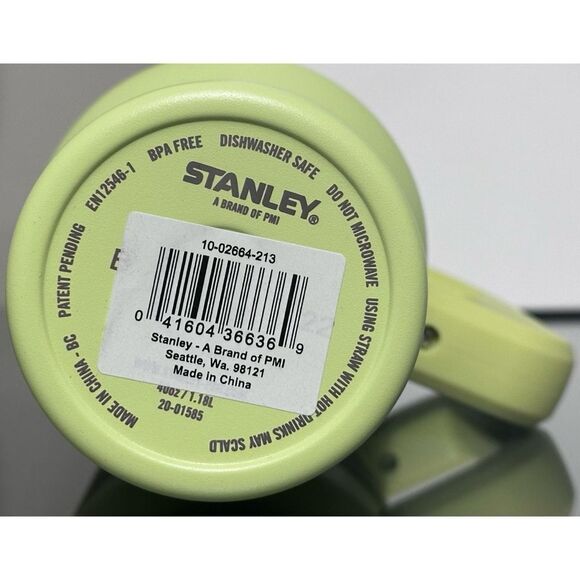 MADE IN CHINA - BC PATENT PENDING EN12546-1 BPA FREE DISHWASHER SAFE DO NOT MICROWAVE USING STRAW WITH HOT DRINKS MAY SCALD
STANLEY®
A BRAND OF PMI
10-02664-213
0 41604 36636 9
Stanley - A Brand of PMI
Seattle, Wa. 98121
Made in China
40oz / 1.18L
20-01585